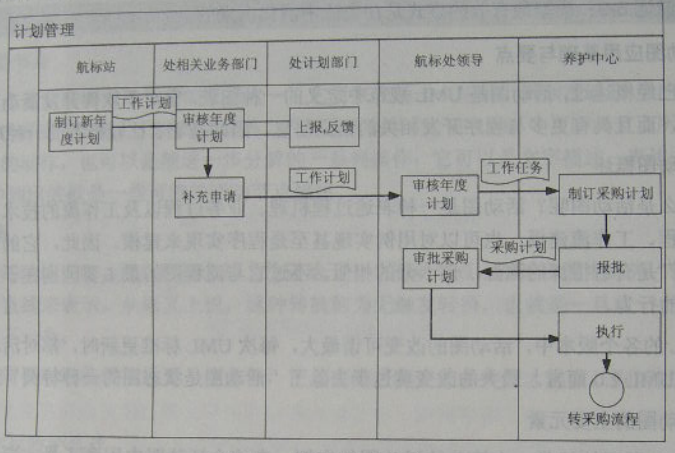 计划管理
航标站
处相关业务部门
处计划部门
航标处领导
养护中心
工作计划
制订新年
度计划
审核年度
计划
上报,反馈
补充申请
工作计划
审核年度
计划
工作任务
制订采购计划
审批采购
计划
采购计划
报批
执行
转采购流程